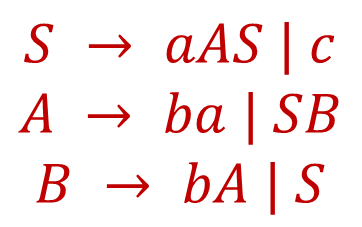 S → aAS | c
A → ba | SB
B → bA | S